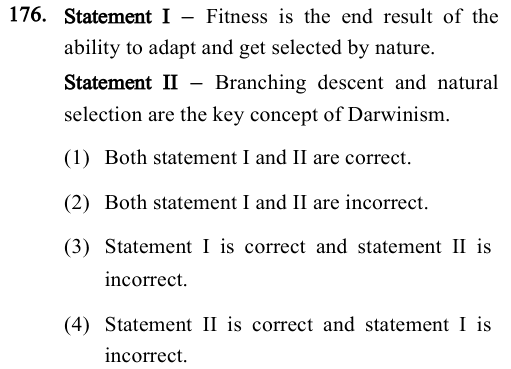 176. Statement I – Fitness is the end result of the
ability to adapt and get selected by nature.
Statement II – Branching descent and natural
selection are the key concept of Darwinism.
(1) Both statement I and II are correct.
(2) Both statement I and II are incorrect.
(3) Statement I is correct and statement II is
incorrect.
(4) Statement II is correct and statement I is
incorrect.